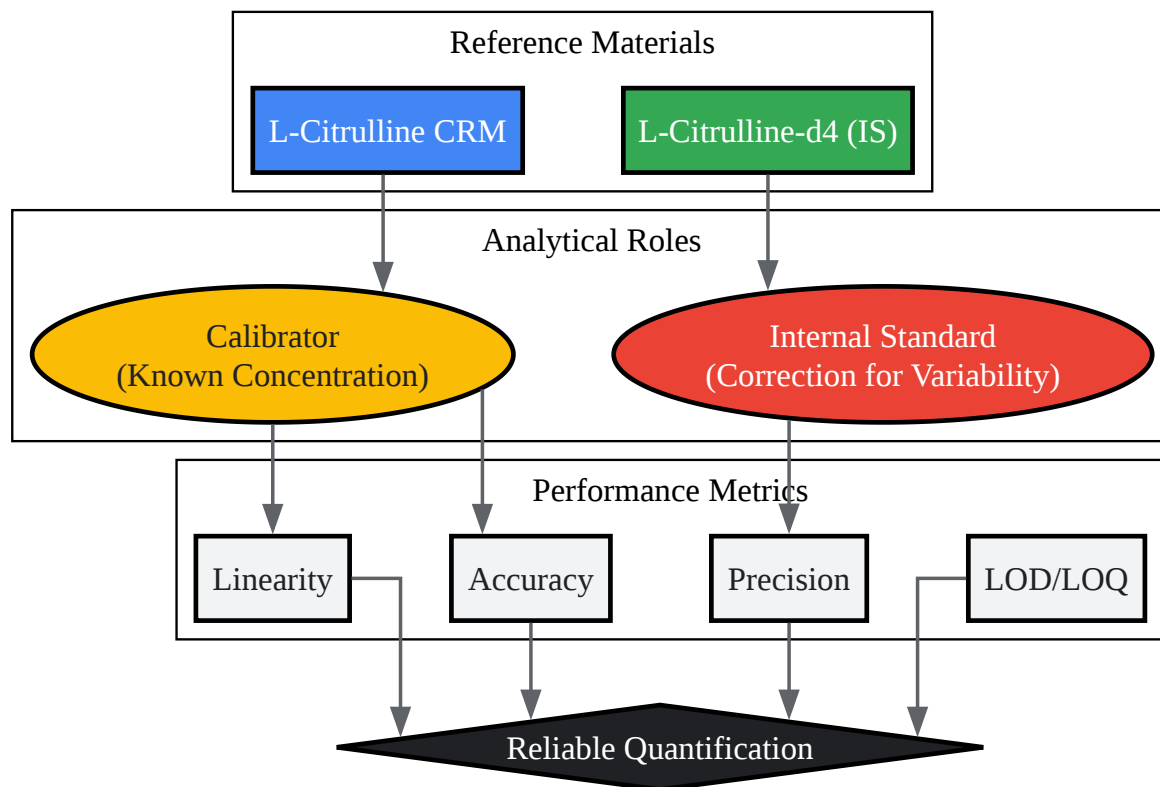 Reference Materials
L-Citrulline CRM
L-Citrulline-d4 (IS)
Analytical Roles
Calibrator
(Known Concentration)
Internal Standard
(Correction for Variability)
Performance Metrics
Linearity
Accuracy
Precision
LOD/LOQ
Reliable Quantification